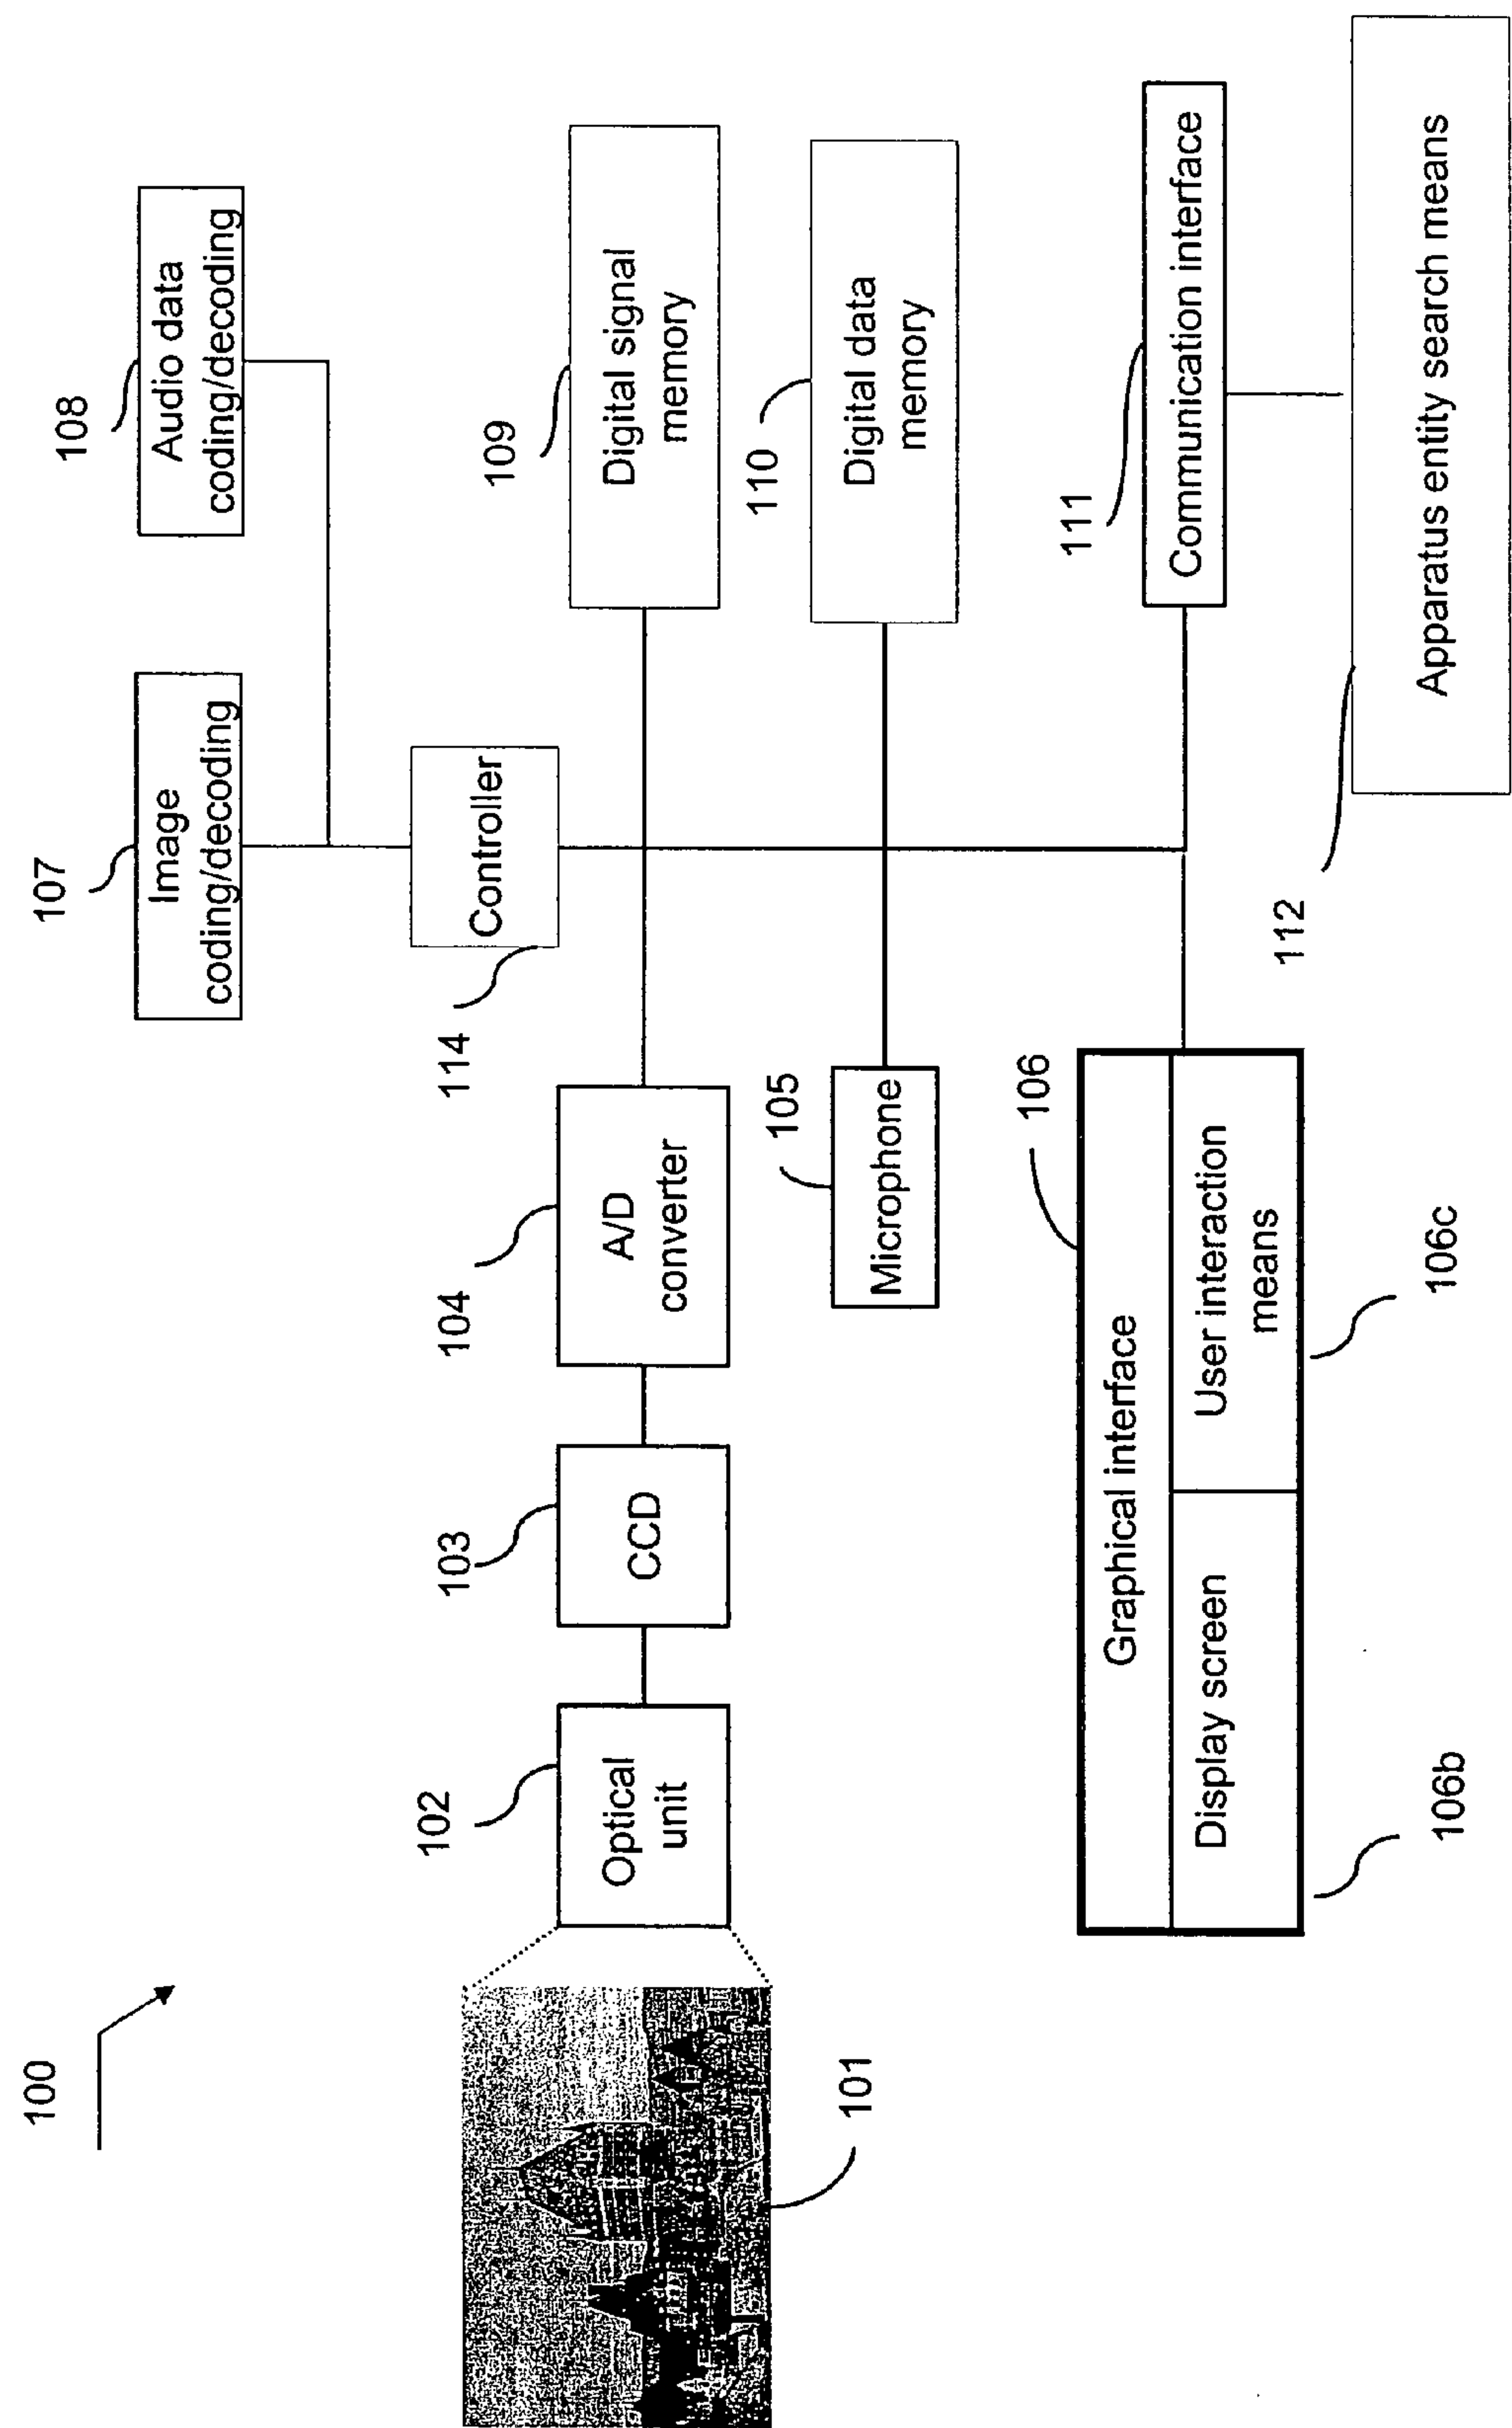 100
107
Image
coding/decoding
108
Audio data
coding/decoding
114
Controller
101
102
Optical
unit
103
CCD
104
A/D
converter
109
Digital signal
memory
105
Microphone
110
Digital data
memory
106
Graphical interface
Display screen
User interaction
means
106b
106c
111
Communication interface
112
Apparatus entity search means